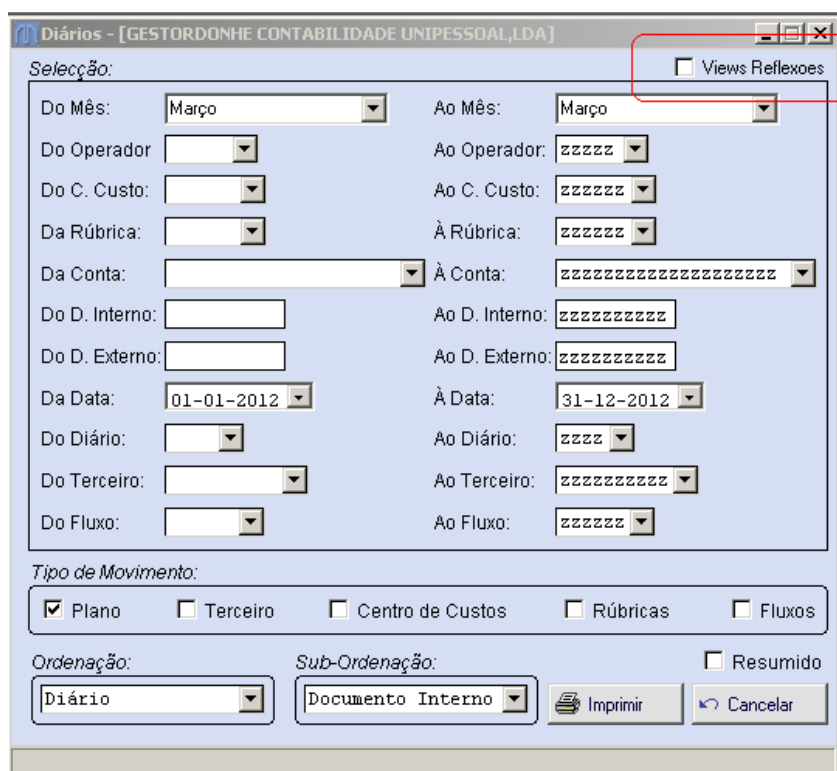 Diários - [GESTORDONHE CONTABILIDADE UNIPESSOAL,LDA]
Selecção: Views Reflexoes
Do Mês: Março Ao Mês: Março
Do Operador Ao Operador: zzzzz
Do C. Custo: Ao C. Custo: zzzzzz
Da Rúbrica: À Rúbrica: zzzzzz
Da Conta: À Conta: zzzzzzzzzzzzzzzzzzzz
Do D. Interno: Ao D. Interno: zzzzzzzzzz
Do D. Externo: Ao D. Externo: zzzzzzzzzz
Da Data: 01-01-2012 À Data: 31-12-2012
Do Diário: Ao Diário: zzzz
Do Terceiro: Ao Terceiro: zzzzzzzzzz
Do Fluxo: Ao Fluxo: zzzzzz
Tipo de Movimento:
Plano Terceiro Centro de Custos Rúbricas Fluxos
Ordenação: Sub-Ordenação: Resumido
Diário Documento Interno Imprimir Cancelar